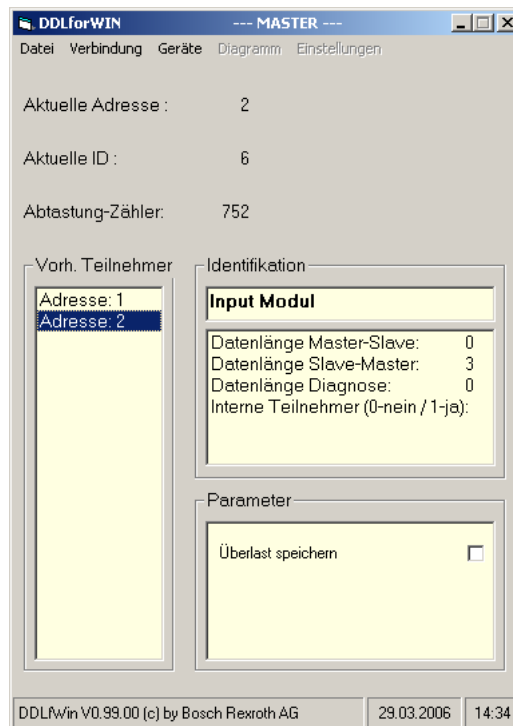 DDLforWIN --- MASTER ---
Datei Verbindung Geräte Diagramm Einstellungen
Aktuelle Adresse : 2
Aktuelle ID : 6
Abtastung-Zähler: 752
Vorh. Teilnehmer
Adresse: 1
Adresse: 2
Identifikation
Input Modul
Datenlänge Master-Slave: 0
Datenlänge Slave-Master: 3
Datenlänge Diagnose: 0
Interne Teilnehmer (0-nein / 1-ja):
Parameter
Überlast speichern
DDLfWin V0.99.00 (c) by Bosch Rexroth AG 29.03.2006 14:34